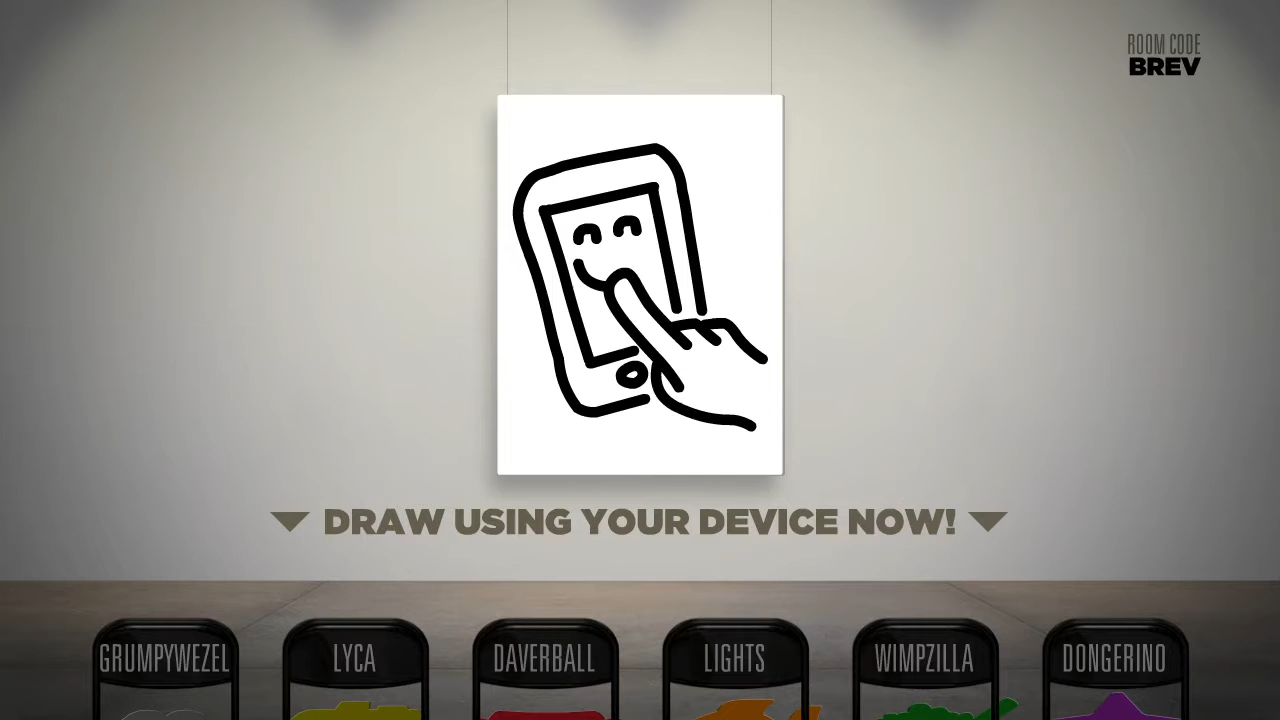 ROOM CODE
BREV
DRAW USING YOUR DEVICE NOW!
GRUMPYWEZEL
LYCA
DAVERBALL
LIGHTS
WIMPZILLA
DONGERINO